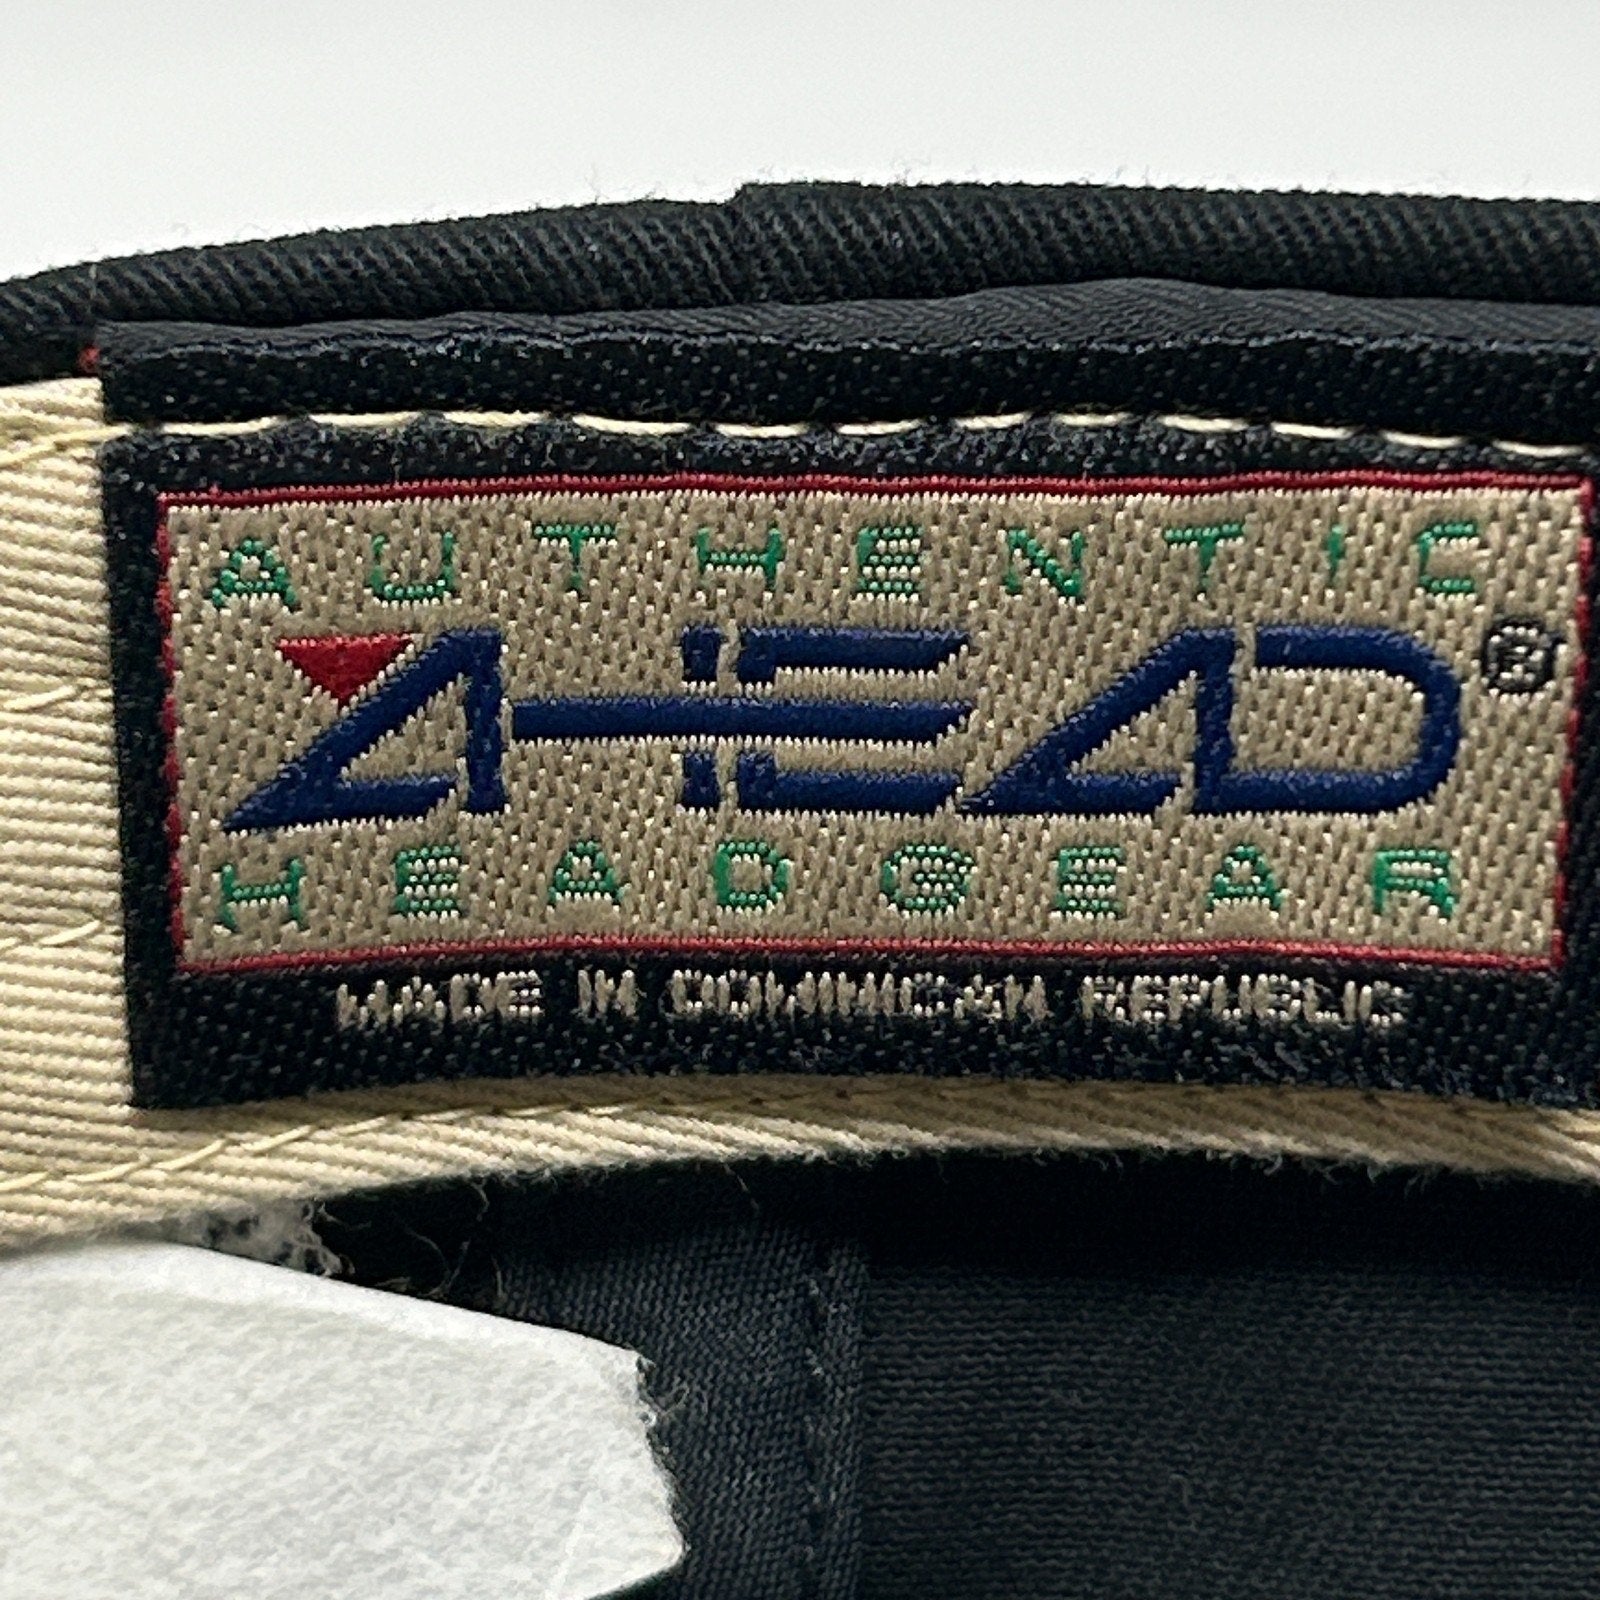 AUTHENTIC
AHEAD®
HEADGEAR
MADE IN DOMINICAN REPUBLIC